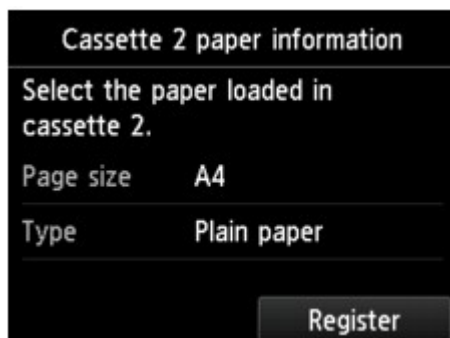 Cassette 2 paper information
Select the paper loaded in
cassette 2.
Page size A4
Type Plain paper
Register